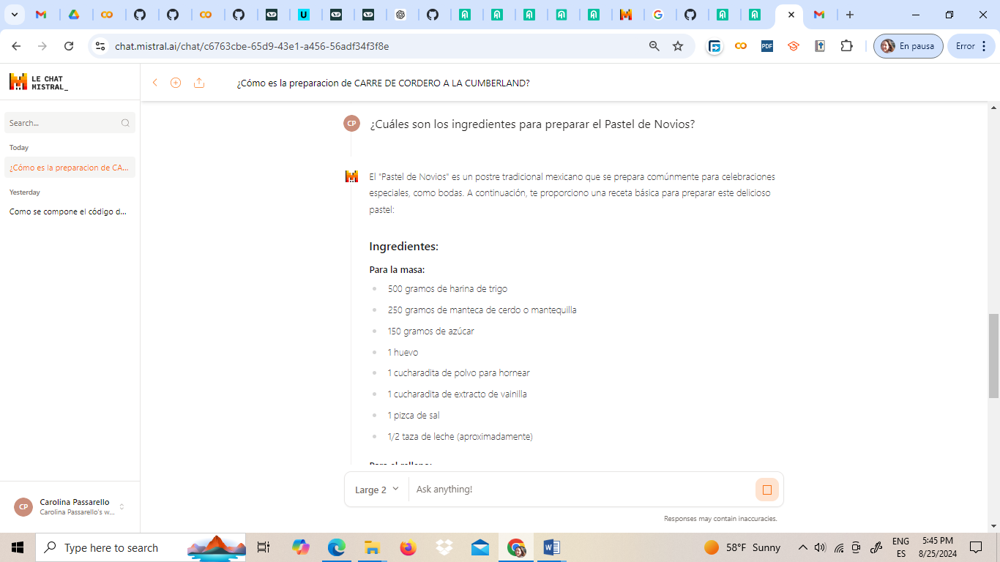 chat.mistral.ai/chat/c6763cbe-65d9-43e1-a456-56adf34f3f8e
PDF
En pausa
Error
LE CHAT
MISTRAL_
¿Cómo es la preparacion de CARRE DE CORDERO A LA CUMBERLAND?
Search...
Today
¿Cómo es la preparacion de CA...
Yesterday
Como se compone el código d...
CP
¿Cuáles son los ingredientes para preparar el Pastel de Novios?
El "Pastel de Novios" es un postre tradicional mexicano que se prepara comúnmente para celebraciones
especiales, como bodas. A continuación, te proporciono una receta básica para preparar este delicioso
pastel:
Ingredientes:
Para la masa:
500 gramos de harina de trigo
250 gramos de manteca de cerdo o mantequilla
150 gramos de azúcar
1 huevo
1 cucharadita de polvo para hornear
1 cucharadita de extracto de vainilla
1 pizca de sal
1/2 taza de leche (aproximadamente)
Para el relleno:
Large 2
Ask anything!
Responses may contain inaccuracies.
CP
Carolina Passarello
Carolina Passarello's w...
Type here to search
58°F Sunny
ENG
ES
5:45 PM
8/25/2024